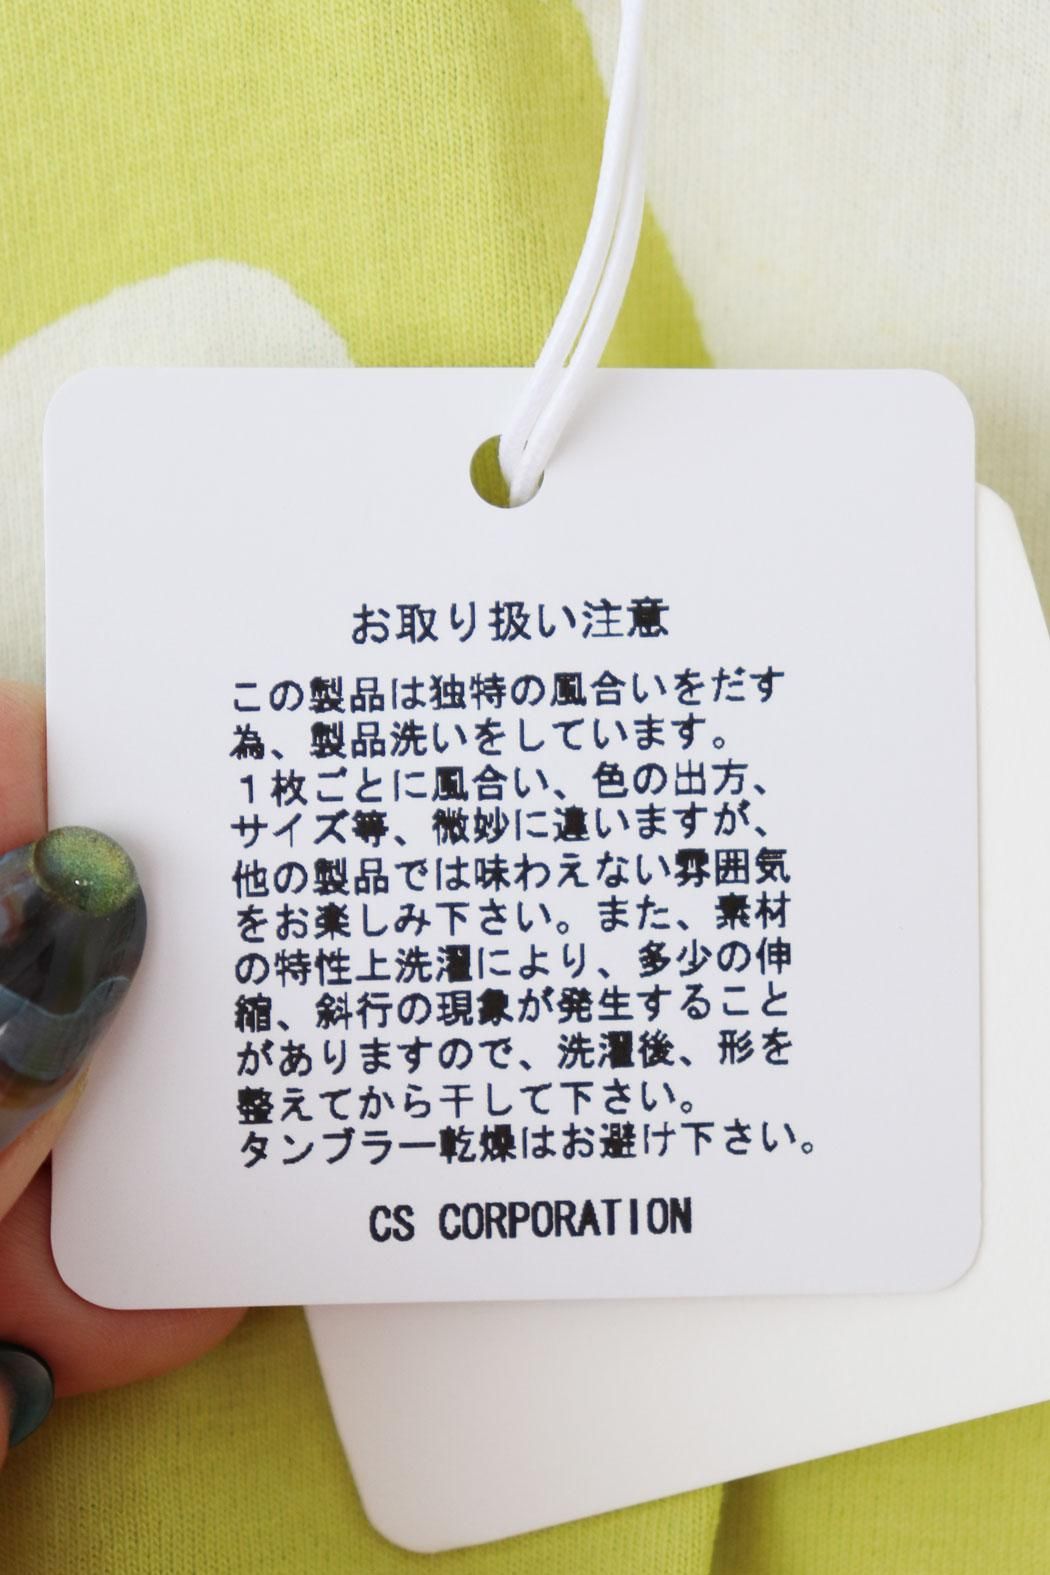 お取り扱い注意
この製品は独特の風合いをだす
為、製品洗いをしています。
1枚ごとに風合い、色の出方、
サイズ等、微妙に違いますが、
他の製品では味わえない雰囲気
をお楽しみ下さい。また、素材
の特性上洗濯により、多少の伸
縮、斜行の現象が発生すること
がありますので、洗濯後、形を
整えてから干して下さい。
タンブラー乾燥はお避け下さい。
CS CORPORATION